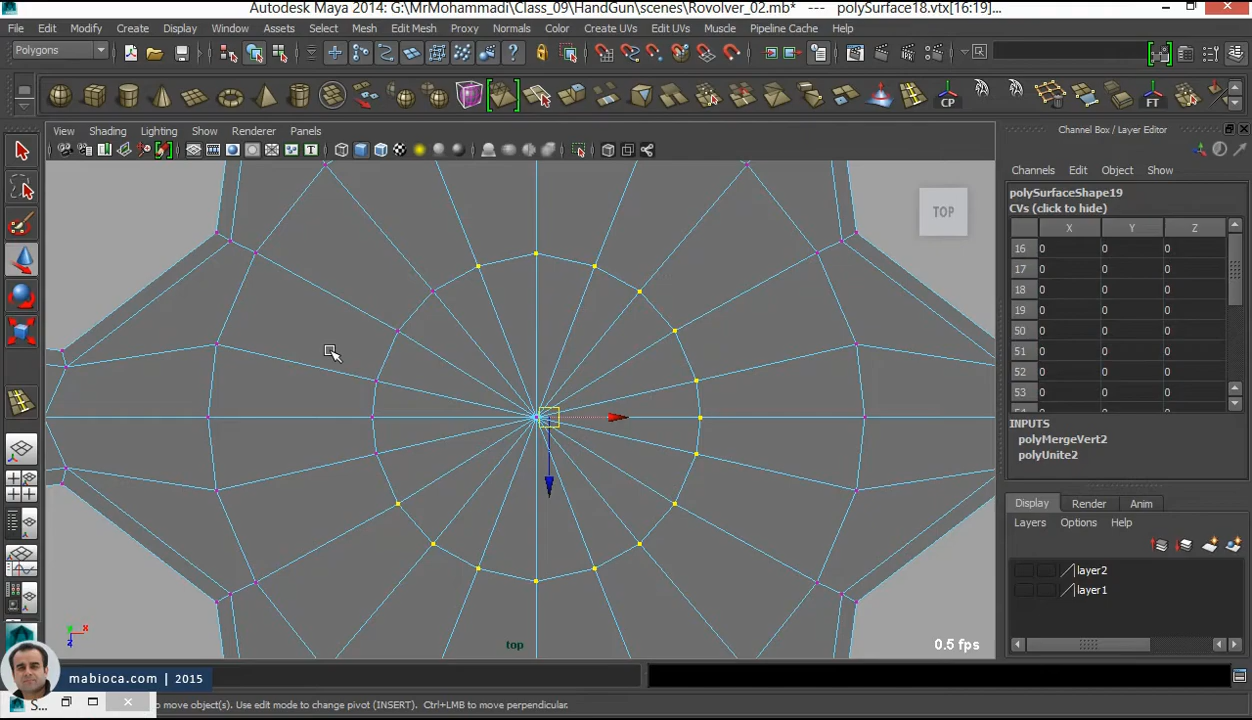 Autodesk Maya 2014: G:\MrMohammadi\Class_09\HandGun\scenes\Rovolver_02.mb* --- polySurface18.vtx[16:19]...
File Edit Modify Create Display Window Assets Select Mesh Edit Mesh Proxy Normals Color Create UVs Edit UVs Muscle Pipeline Cache Help
Polygons
CP FT
View Shading Lighting Show Renderer Panels
Channel Box / Layer Editor
Channels Edit Object Show
polySurfaceShape19
CVs (click to hide)
X Y Z
16 0 0 0
17 0 0 0
18 0 0 0
19 0 0 0
50 0 0 0
51 0 0 0
52 0 0 0
53 0 0 0
INPUTS
polyMergeVert2
polyUnite2
Display Render Anim
Layers Options Help
layer2
layer1
TOP
x
z
top
0.5 fps
mabioca.com | 2015
S...
to move object(s). Use edit mode to change pivot (INSERT). Ctrl+LMB to move perpendicular.